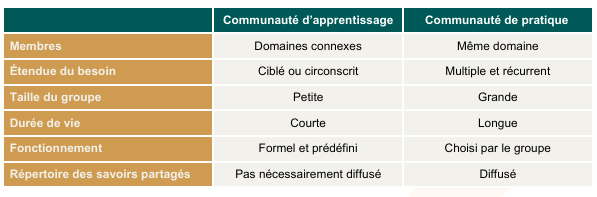 Communauté d’apprentissage Communauté de pratique
Membres Domaines connexes Même domaine
Étendue du besoin Ciblé ou circonscrit Multiple et récurrent
Taille du groupe Petite Grande
Durée de vie Courte Longue
Fonctionnement Formel et prédéfini Choisi par le groupe
Répertoire des savoirs partagés Pas nécessairement diffusé Diffusé